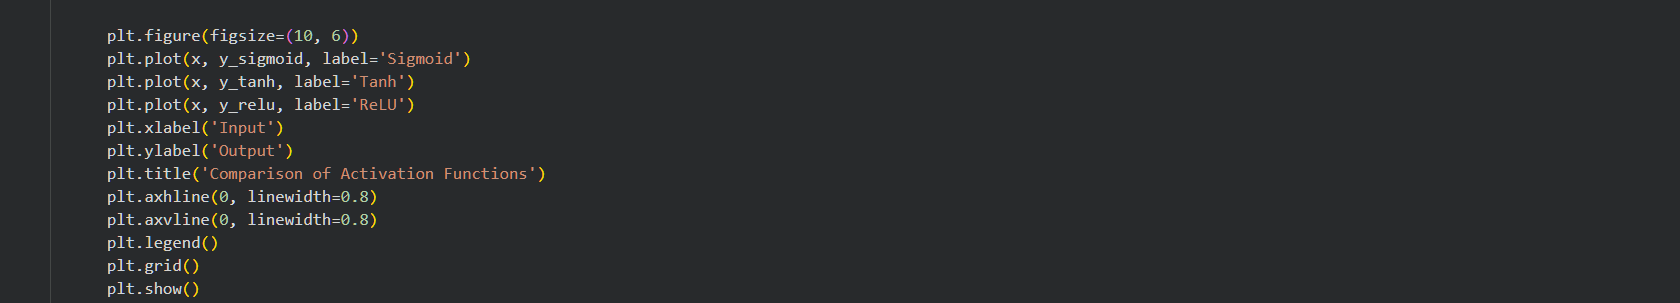 plt.figure(figsize=(10, 6))
plt.plot(x, y_sigmoid, label='Sigmoid')
plt.plot(x, y_tanh, label='Tanh')
plt.plot(x, y_relu, label='ReLU')
plt.xlabel('Input')
plt.ylabel('Output')
plt.title('Comparison of Activation Functions')
plt.axhline(0, linewidth=0.8)
plt.axvline(0, linewidth=0.8)
plt.legend()
plt.grid()
plt.show()